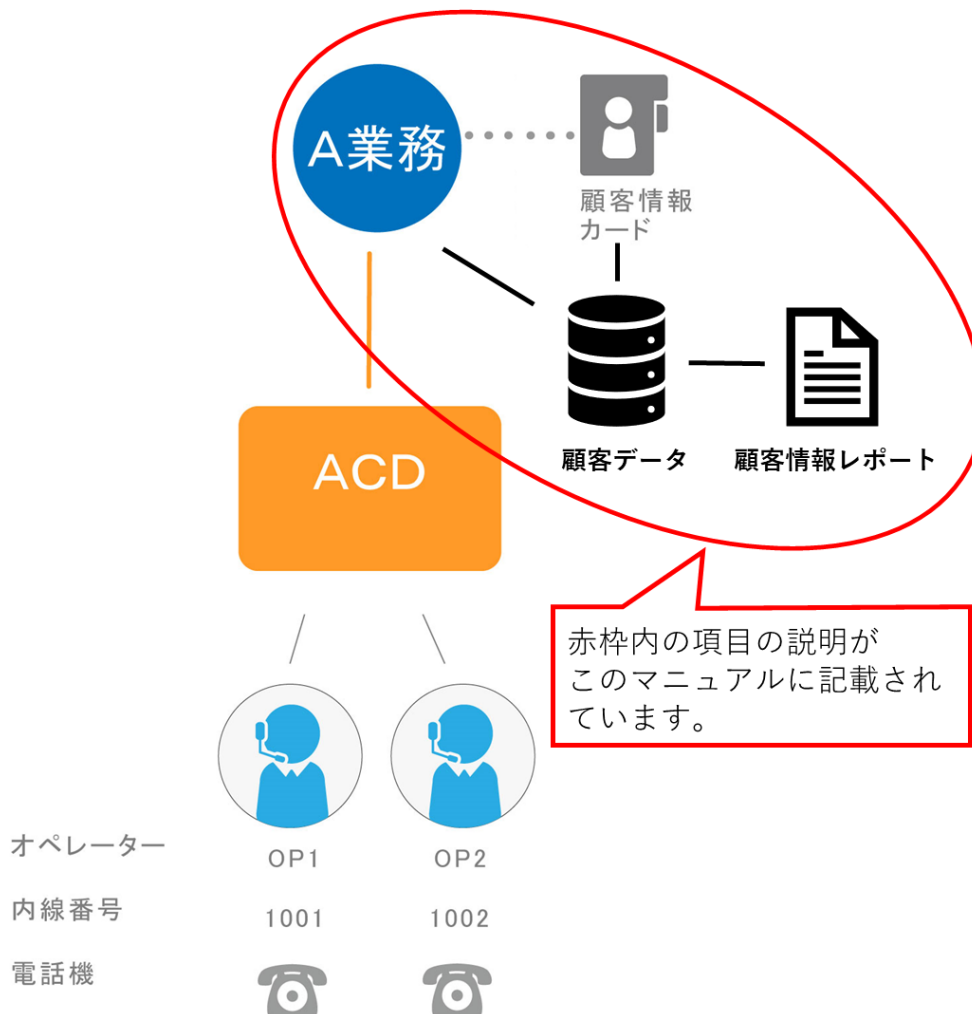 A業務
顧客情報
カード
顧客データ
顧客情報レポート
ACD
赤枠内の項目の説明が
このマニュアルに記載され
ています。
オペレーター OP1 OP2
内線番号 1001 1002
電話機